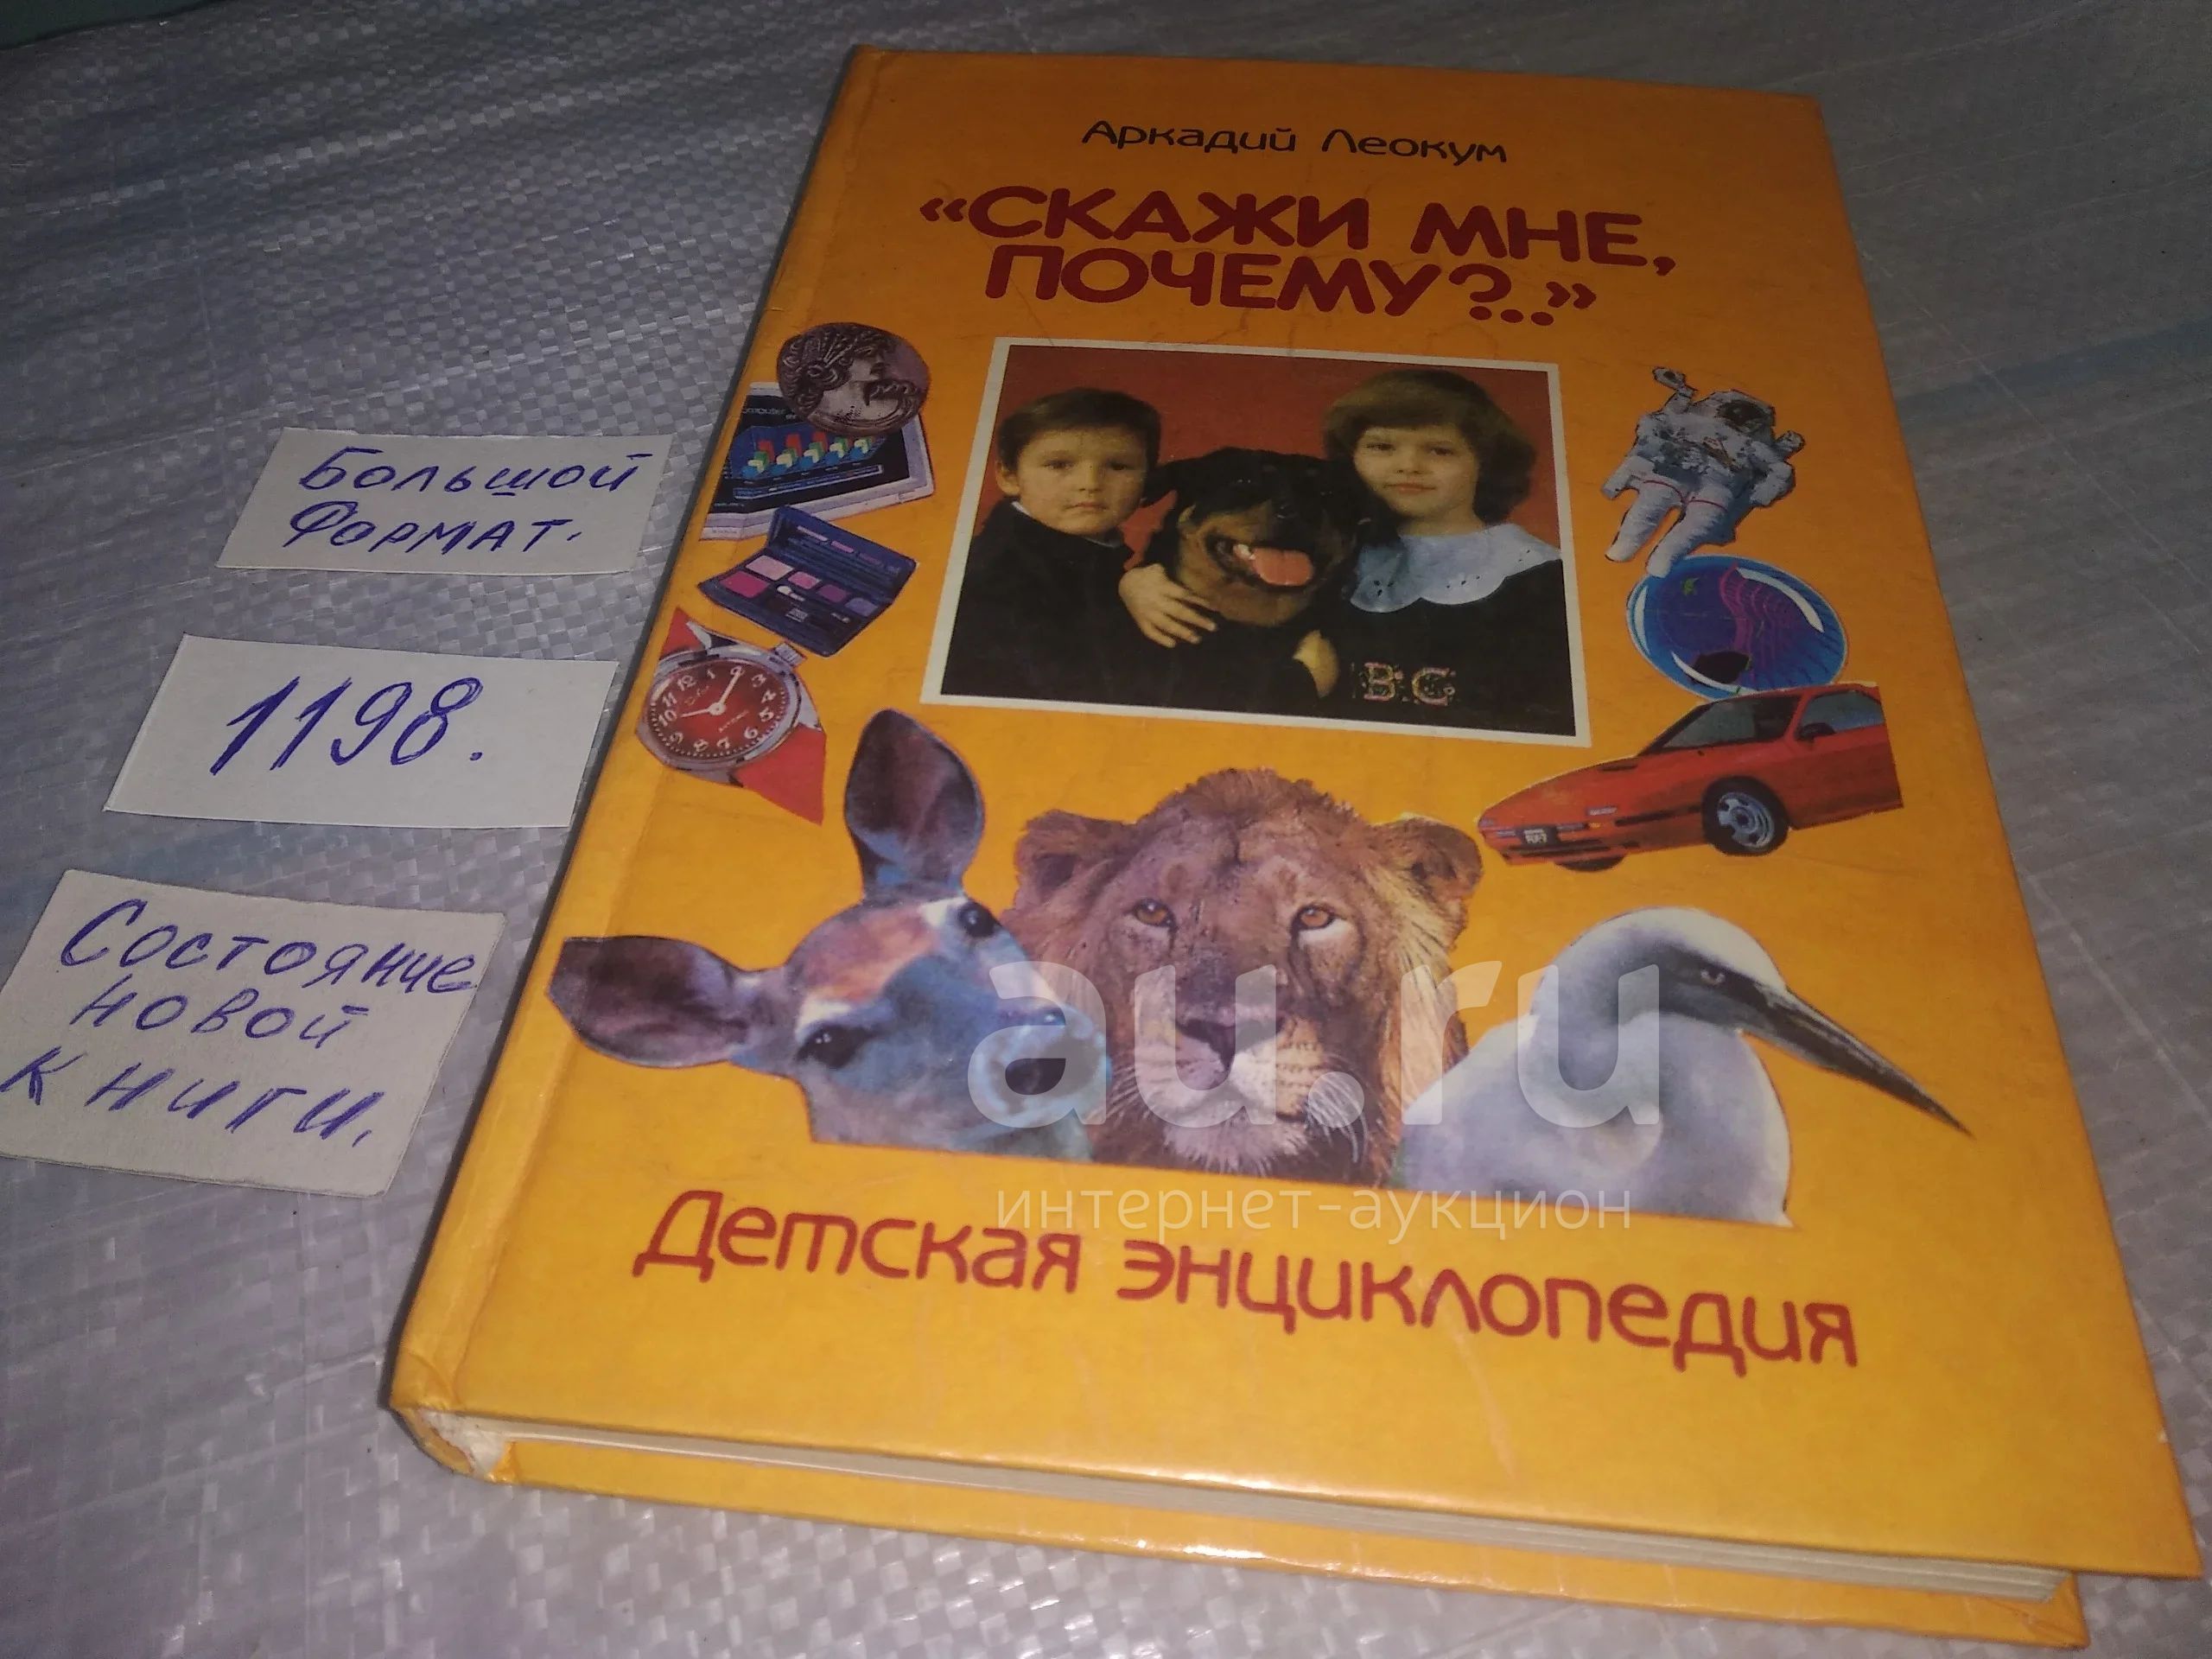 Аркадий Леокум
«СКАЖИ МНЕ,
ПОЧЕМУ?..»
Большой
Формат.
1198.
Состояние
новой
книги.
B.C
au.ru
интернет-аукцион
Детская энциклопедия